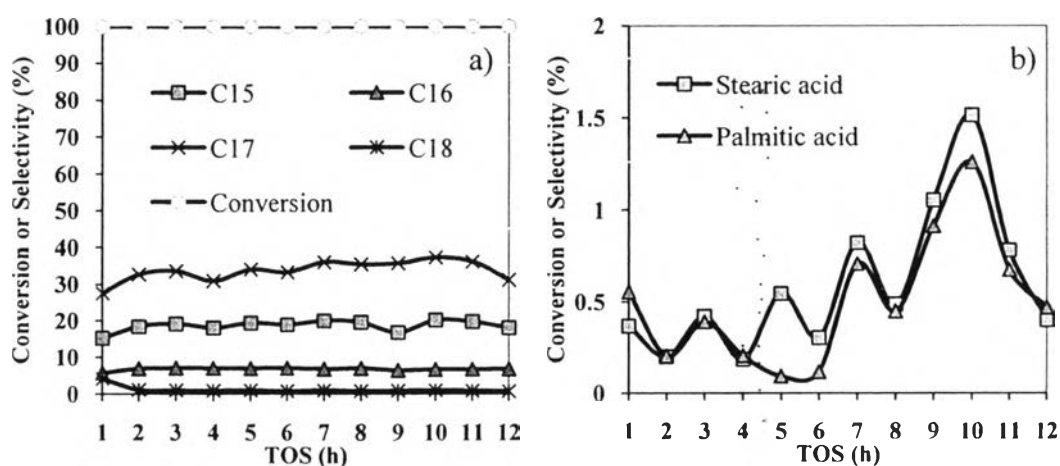 Conversion or Selectivity (%)
100
90
80
70
60
50
40
30
20
10
0
a)
C15
C16
C17
C18
Conversion
1 2 3 4 5 6 7 8 9 10 11 12
TOS (h)
Conversion or Selectivity (%)
2
1.5
1
0.5
0
b)
Stearic acid
Palmitic acid
1 2 3 4 5 6 7 8 9 10 11 12
TOS (h)